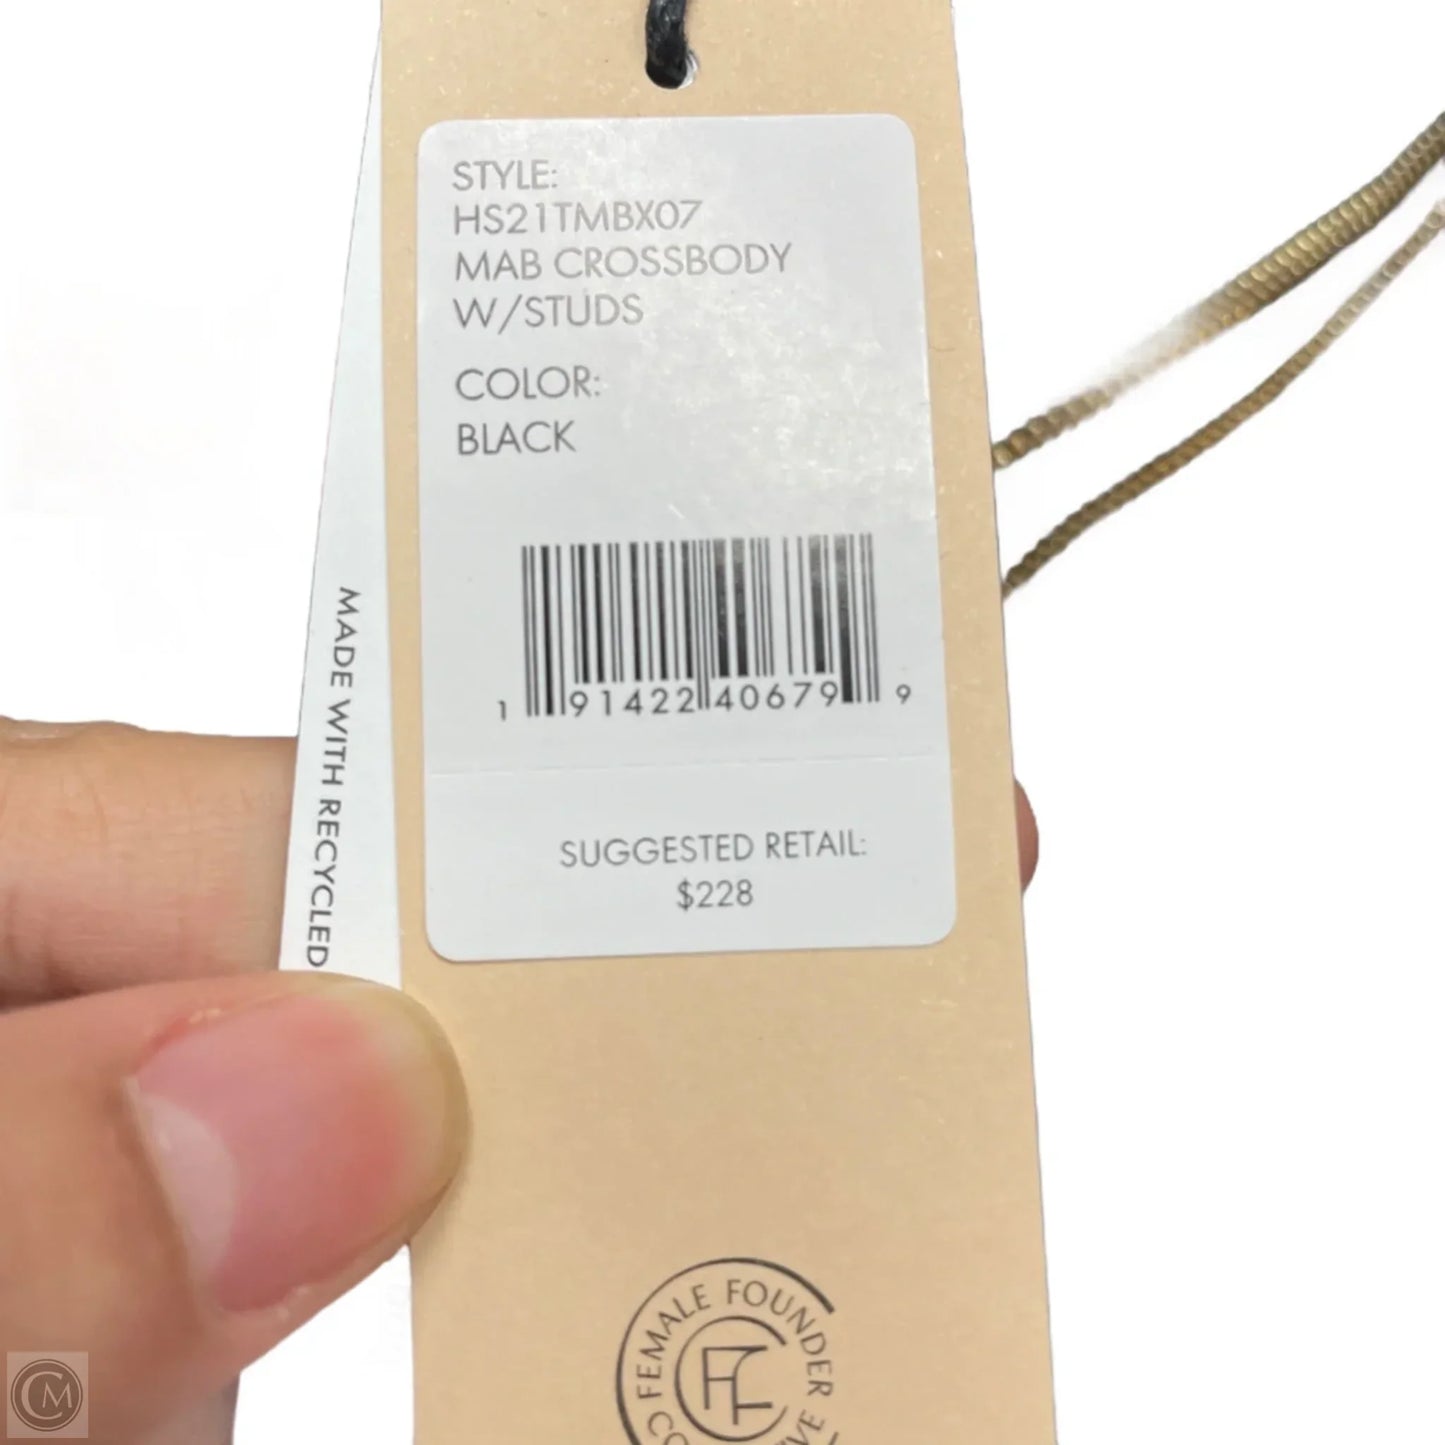 STYLE:
HS21TMBX07
MAB CROSSBODY
W/STUDS
COLOR:
BLACK
1 91422 40679 9
SUGGESTED RETAIL:
$228
MADE WITH RECYCLED
FEMALE FOUNDER
CM